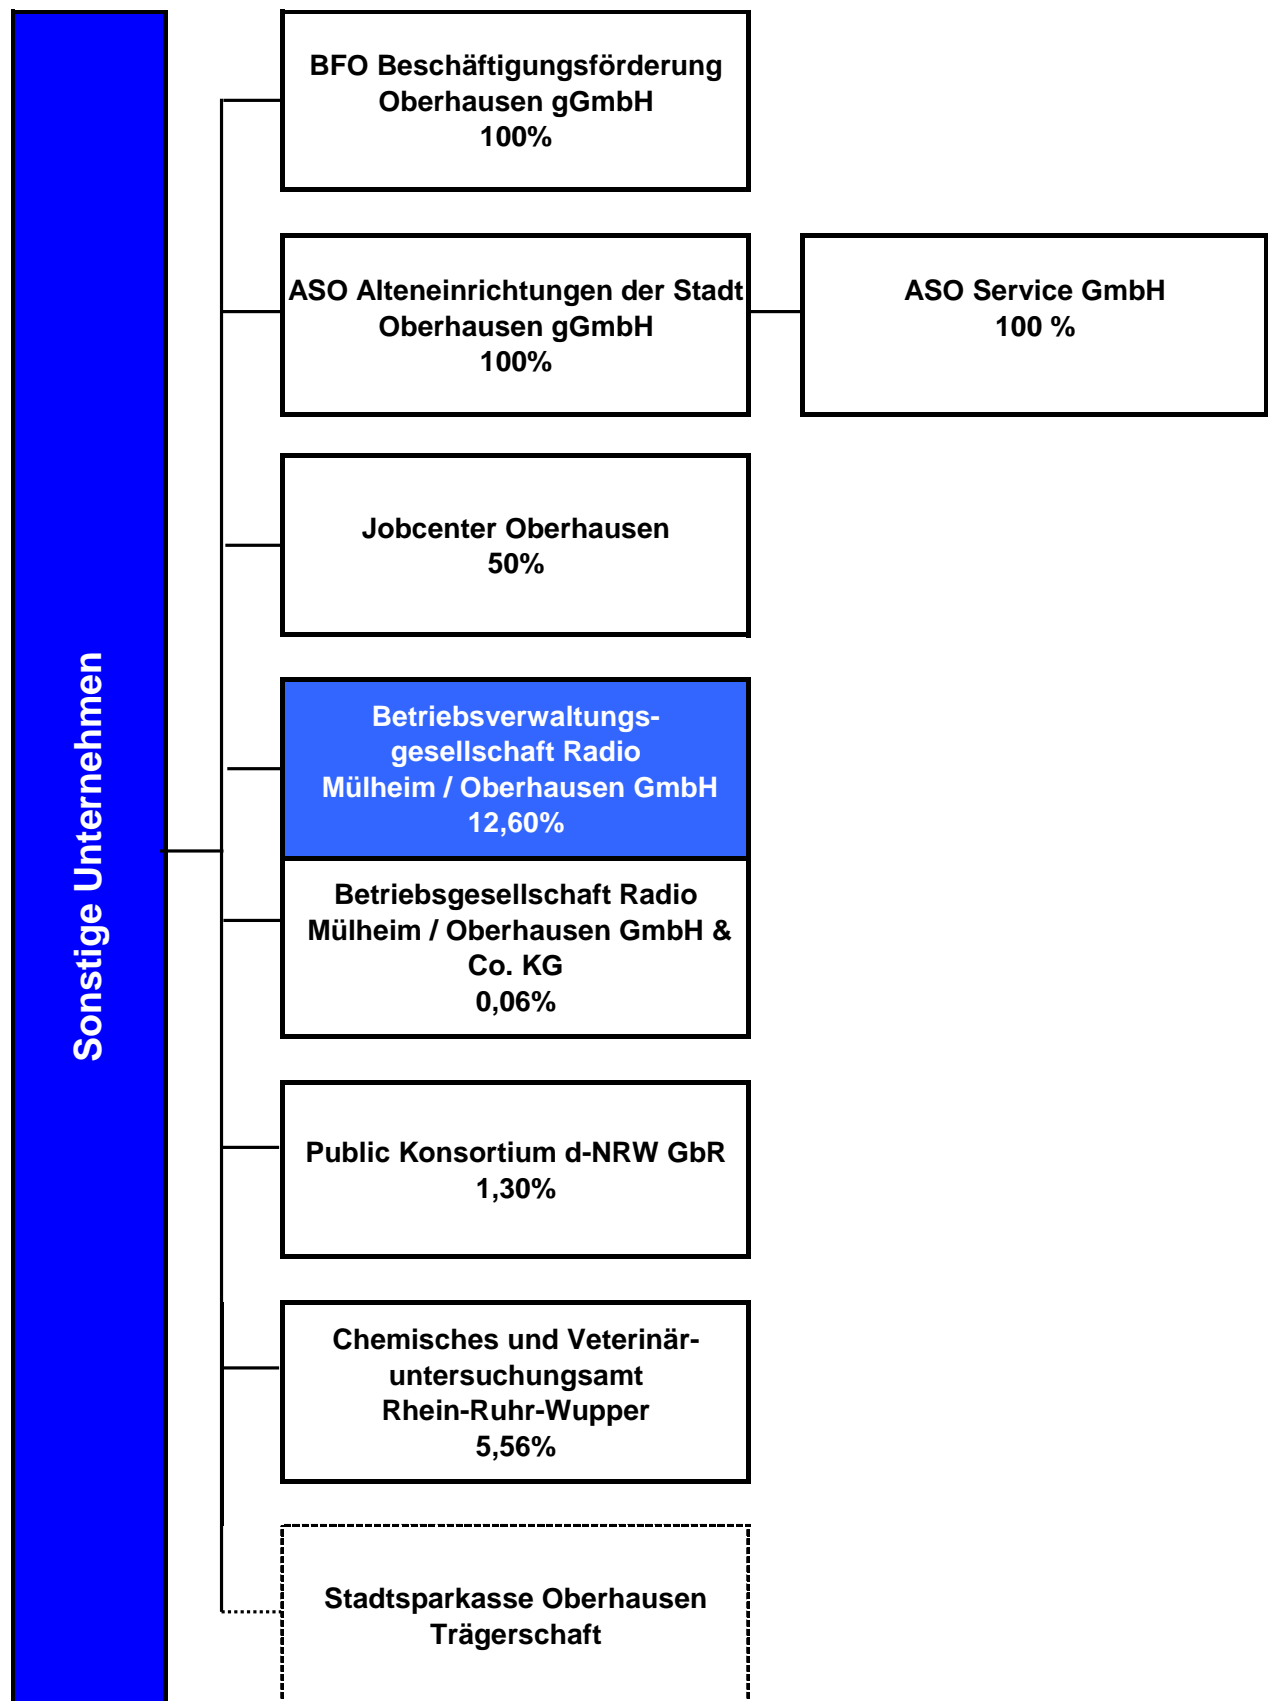 Sonstige Unternehmen
BFO Beschäftigungsförderung
Oberhausen gGmbH
100%
ASO Alteneinrichtungen der Stadt
Oberhausen gGmbH
100%
ASO Service GmbH
100 %
Jobcenter Oberhausen
50%
Betriebsverwaltungs-
gesellschaft Radio
Mülheim / Oberhausen GmbH
12,60%
Betriebsgesellschaft Radio
Mülheim / Oberhausen GmbH &
Co. KG
0,06%
Public Konsortium d-NRW GbR
1,30%
Chemisches und Veterinär-
untersuchungsamt
Rhein-Ruhr-Wupper
5,56%
Stadtsparkasse Oberhausen
Trägerschaft